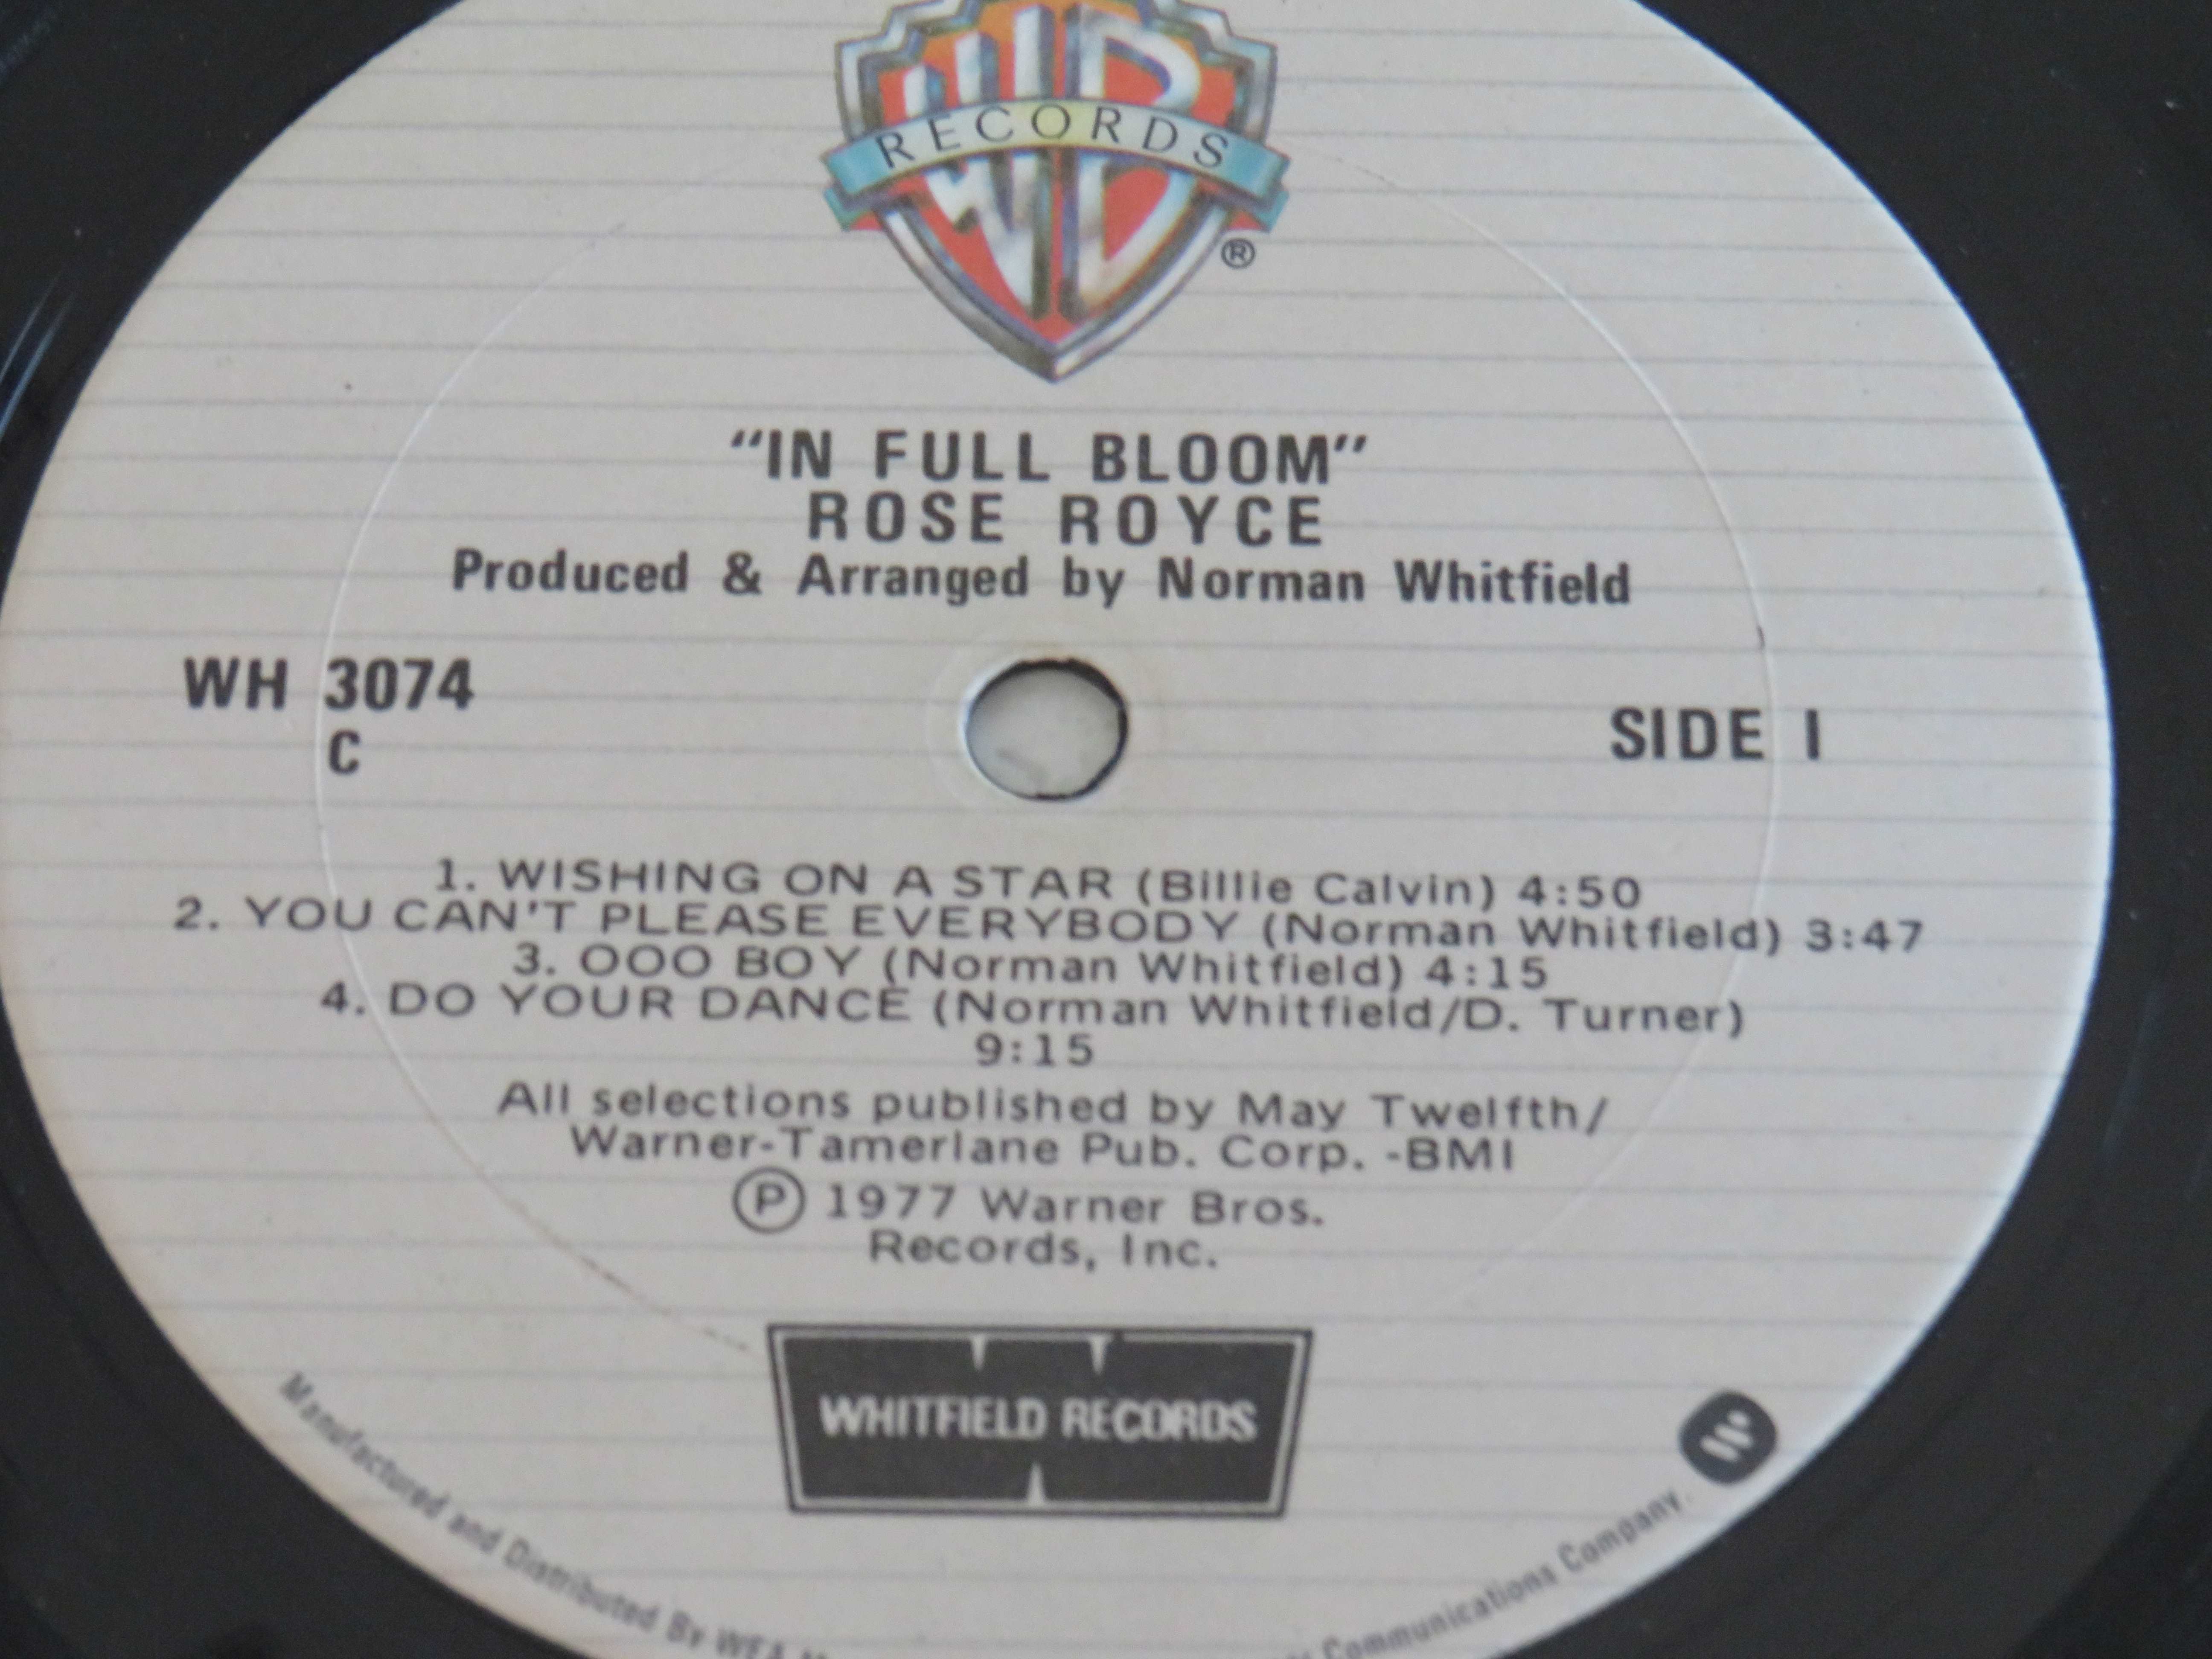 WB
RECORDS
®
“IN FULL BLOOM”
ROSE ROYCE
Produced & Arranged by Norman Whitfield
WH 3074
C
SIDE I
1. WISHING ON A STAR (Billie Calvin) 4:50
2. YOU CAN'T PLEASE EVERYBODY (Norman Whitfield) 3:47
3. OOO BOY (Norman Whitfield) 4:15
4. DO YOUR DANCE (Norman Whitfield/D. Turner)
9:15
All selections published by May Twelfth/
Warner-Tamerlane Pub. Corp. -BMI
Ⓟ 1977 Warner Bros.
Records, Inc.
WHITFIELD RECORDS
Manufactured and Distributed By WEA
Communications Company.